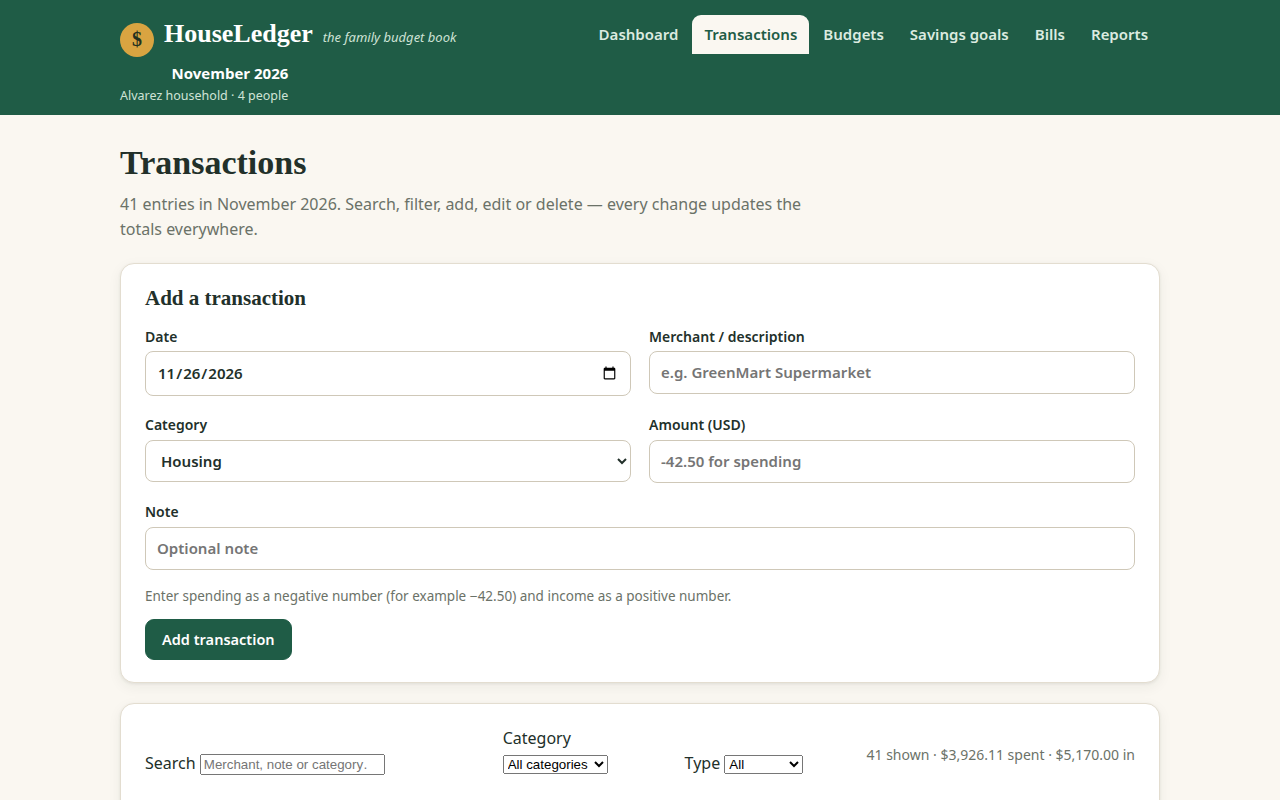 $ HouseLedger the family budget book
Dashboard Transactions Budgets Savings goals Bills Reports
November 2026
Alvarez household · 4 people
Transactions
41 entries in November 2026. Search, filter, add, edit or delete — every change updates the
totals everywhere.
Add a transaction
Date Merchant / description
11/26/2026 e.g. GreenMart Supermarket
Category Amount (USD)
Housing -42.50 for spending
Note
Optional note
Enter spending as a negative number (for example −42.50) and income as a positive number.
Add transaction
Search Merchant, note or category.
Category
All categories
Type All
41 shown · $3,926.11 spent · $5,170.00 in